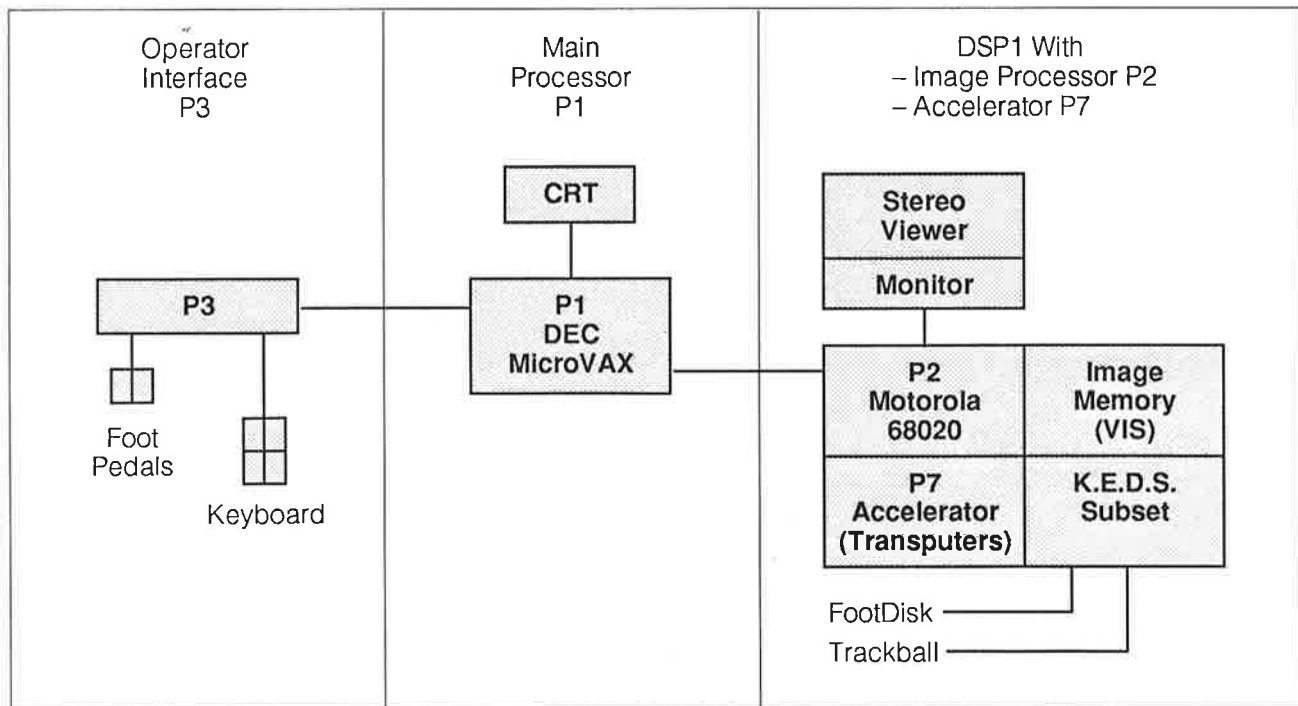 Operator
Interface
P3
Main
Processor
P1
DSP1 With
– Image Processor P2
– Accelerator P7
CRT
Stereo
Viewer
Monitor
P3
P1
DEC
MicroVAX
P2
Motorola
68020
Image
Memory
(VIS)
P7
Accelerator
(Transputers)
K.E.D.S.
Subset
Foot
Pedals
Keyboard
FootDisk
Trackball